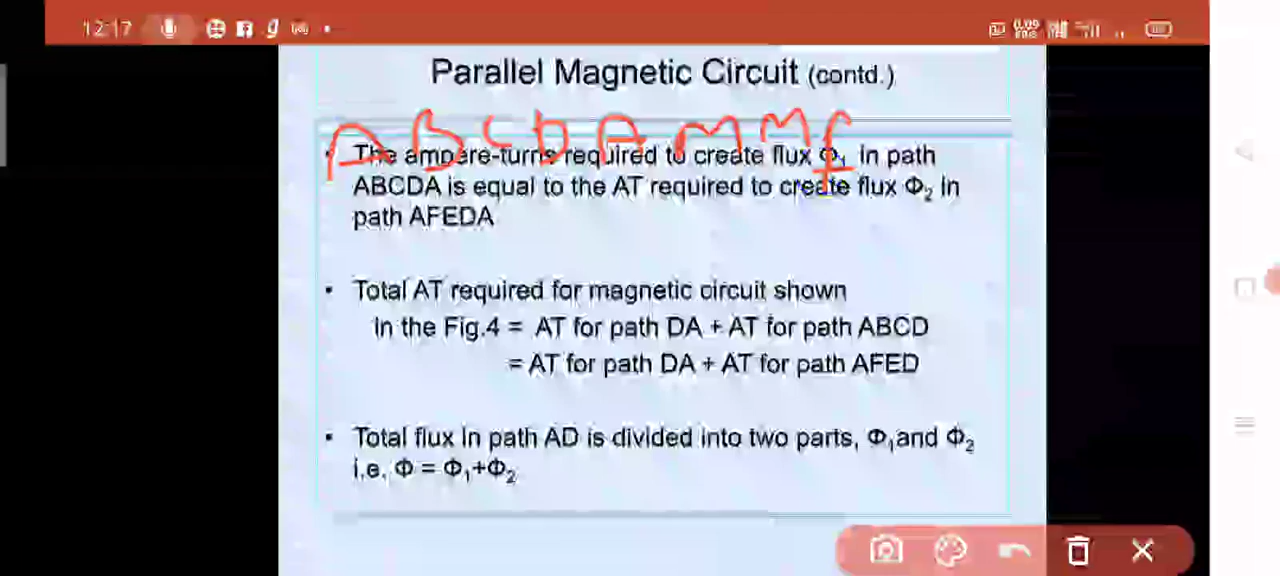 12:17
Parallel Magnetic Circuit (contd.)
A B C D A M M f
• The ampere-turns required to create flux Φ₁ in path
ABCDA is equal to the AT required to create flux Φ₂ in
path AFEDA
• Total AT required for magnetic circuit shown
in the Fig.4 = AT for path DA + AT for path ABCD
= AT for path DA + AT for path AFED
• Total flux in path AD is divided into two parts, Φ₁and Φ₂
i.e. Φ = Φ₁+Φ₂